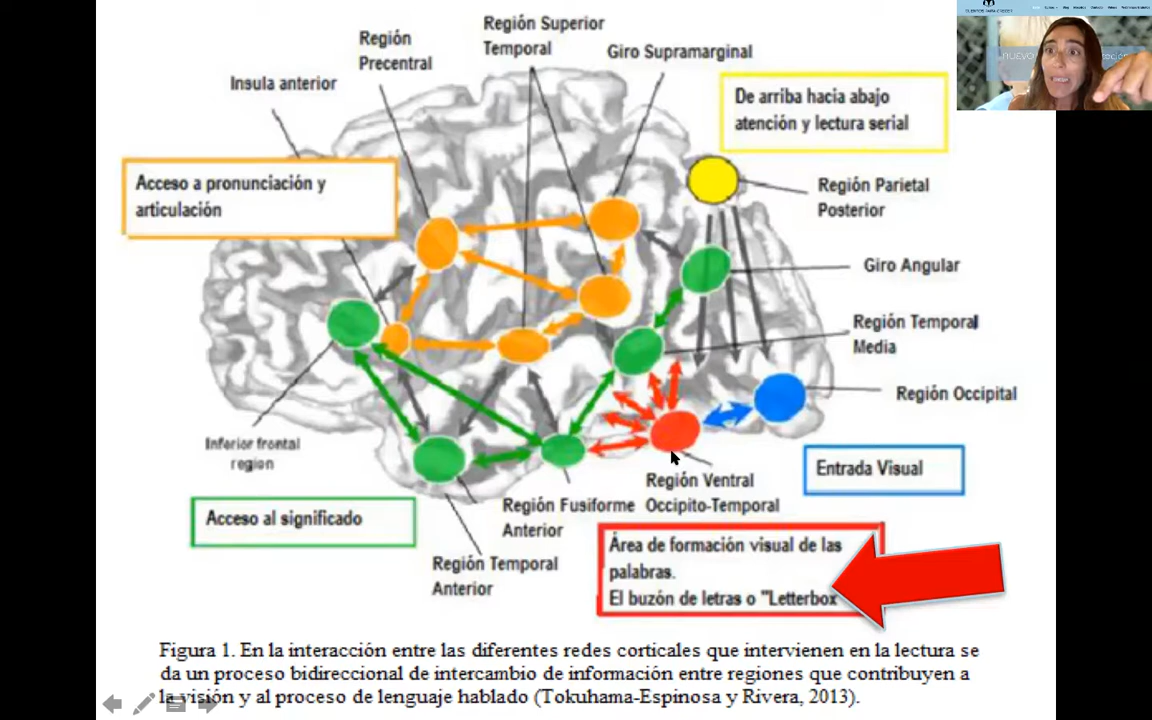 Región Superior
Temporal
Región
Precentral
Giro Supramarginal
Insula anterior
De arriba hacia abajo
atención y lectura serial
Acceso a pronunciación y
articulación
Región Parietal
Posterior
Giro Angular
Región Temporal
Media
Región Occipital
Inferior frontal
region
Entrada Visual
Región Ventral
Occipito-Temporal
Región Fusiforme
Anterior
Acceso al significado
Región Temporal
Anterior
Área de formación visual de las
palabras.
El buzón de letras o "Letterbox
Figura 1. En la interacción entre las diferentes redes corticales que intervienen en la lectura se
da un proceso bidireccional de intercambio de información entre regiones que contribuyen a
la visión y al proceso de lenguaje hablado (Tokuhama-Espinosa y Rivera, 2013).